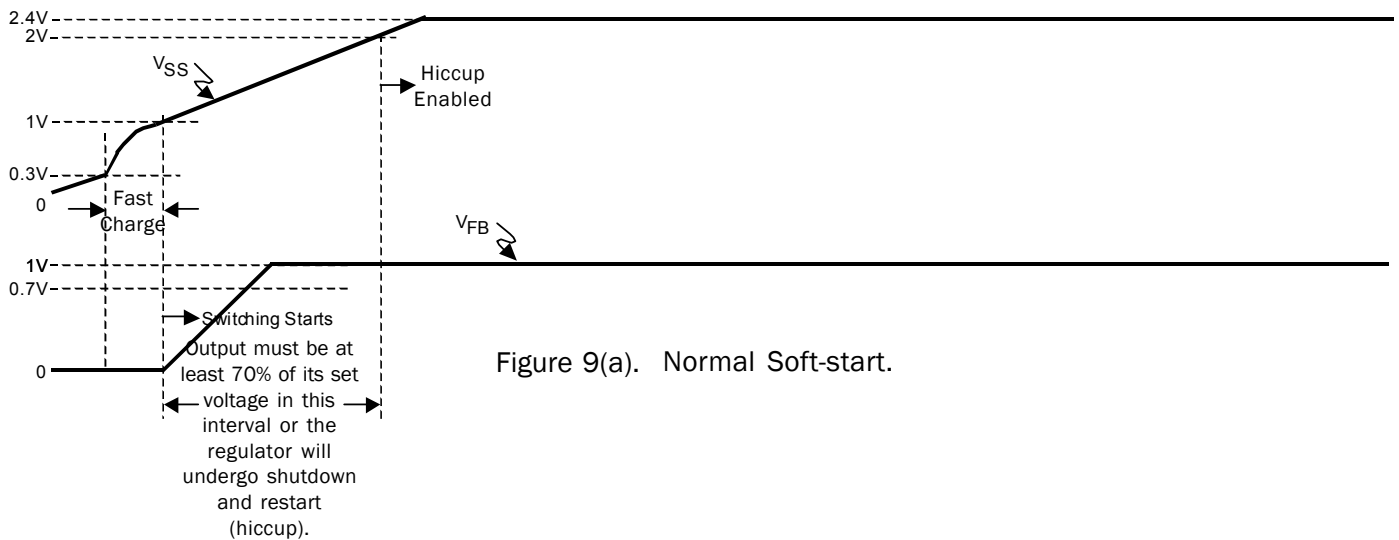 2.4V
2V
VSS
Hiccup
Enabled
1V
0.3V
0
Fast
Charge
VFB
1V
0.7V
Switching Starts
Output must be at
least 70% of its set
voltage in this
interval or the
regulator will
undergo shutdown
and restart
(hiccup).
0
Figure 9(a). Normal Soft-start.